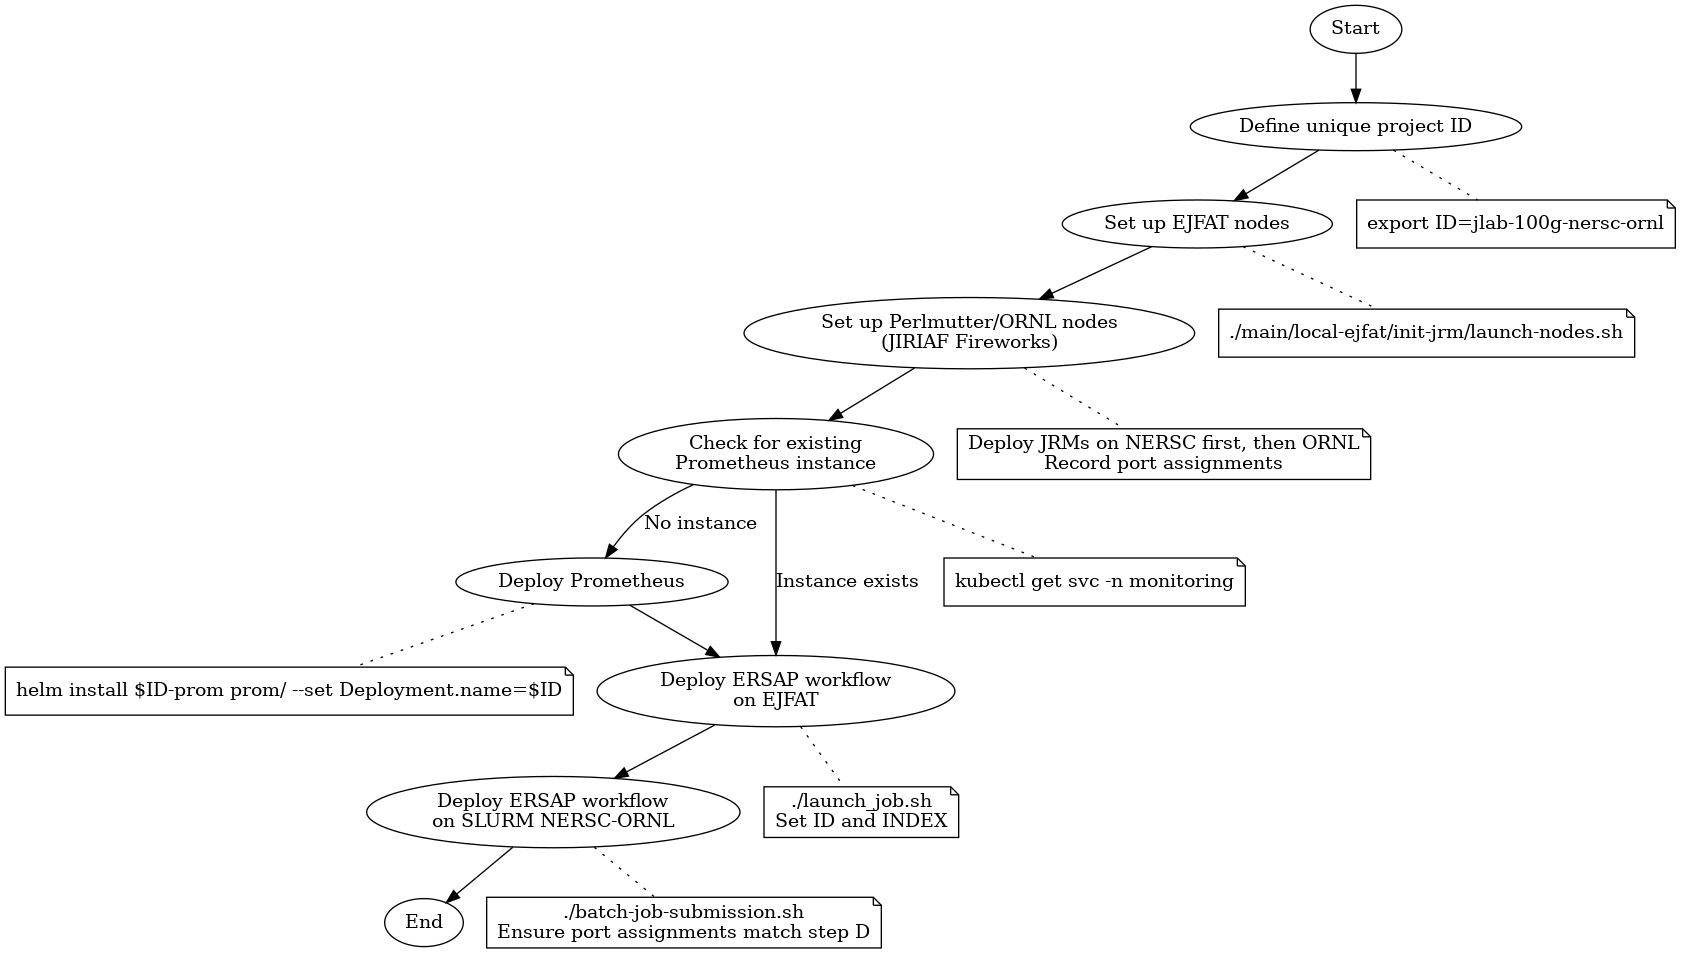 Start
Define unique project ID
Set up EJFAT nodes
export ID=jlab-100g-nersc-ornl
Set up Perlmutter/ORNL nodes
(JIRIAF Fireworks)
./main/local-ejfat/init-jrm/launch-nodes.sh
Check for existing
Prometheus instance
Deploy JRMs on NERSC first, then ORNL
Record port assignments
No instance
Deploy Prometheus
Instance exists
kubectl get svc -n monitoring
helm install $ID-prom prom/ --set Deployment.name=$ID
Deploy ERSAP workflow
on EJFAT
Deploy ERSAP workflow
on SLURM NERSC-ORNL
./launch_job.sh
Set ID and INDEX
End
./batch-job-submission.sh
Ensure port assignments match step D